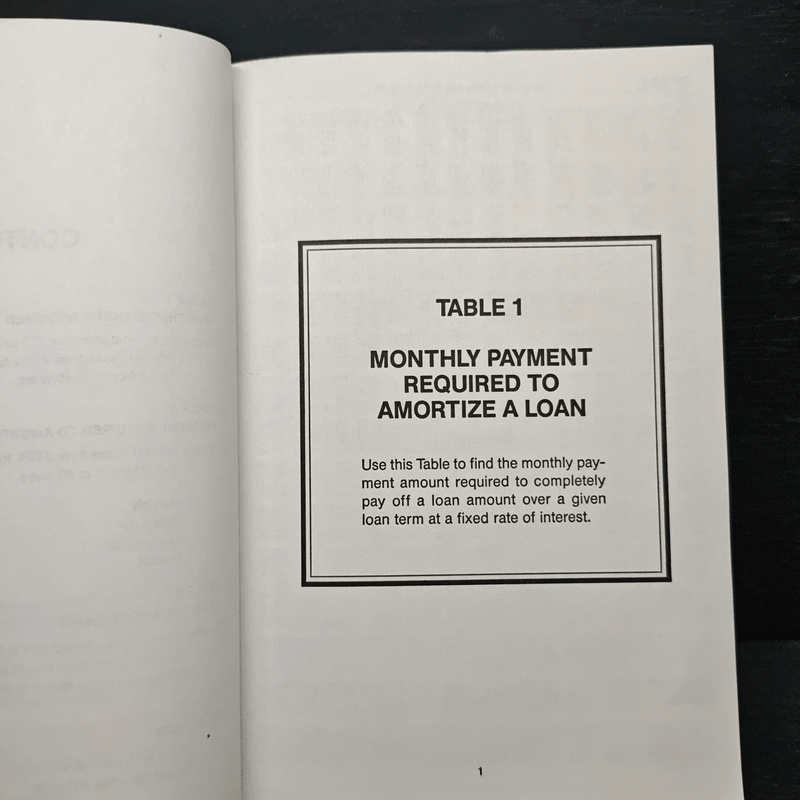 TABLE 1
MONTHLY PAYMENT
REQUIRED TO
AMORTIZE A LOAN
Use this Table to find the monthly pay-
ment amount required to completely
pay off a loan amount over a given
loan term at a fixed rate of interest.
1